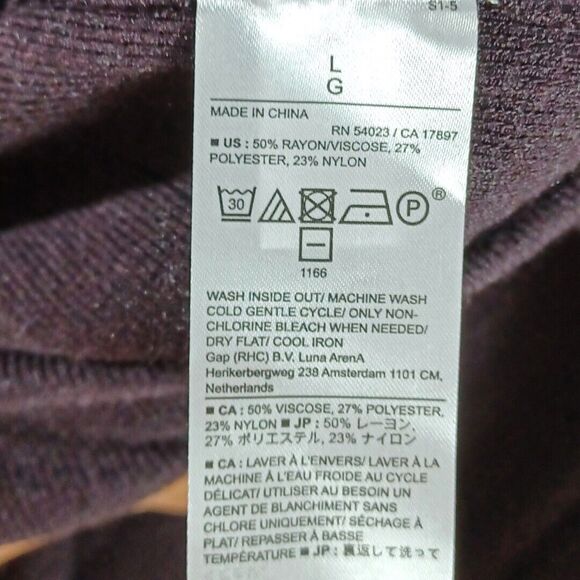 S1-5
L
G
MADE IN CHINA
RN 54023 / CA 17897
■ US : 50% RAYON/VISCOSE, 27%
POLYESTER, 23% NYLON
30
P®
1166
WASH INSIDE OUT/ MACHINE WASH
COLD GENTLE CYCLE/ ONLY NON-
CHLORINE BLEACH WHEN NEEDED/
DRY FLAT/ COOL IRON
Gap (RHC) B.V. Luna ArenA
Herikerbergweg 238 Amsterdam 1101 CM,
Netherlands
■ CA : 50% VISCOSE, 27% POLYESTER,
23% NYLON ■ JP : 50% レーヨン,
27% ポリエステル, 23% ナイロン
■ CA : LAVER À L'ENVERS/ LAVER À LA
MACHINE À L'EAU FROIDE AU CYCLE
DÉLICAT/ UTILISER AU BESOIN UN
AGENT DE BLANCHIMENT SANS
CHLORE UNIQUEMENT/ SÉCHAGE À
PLAT/ REPASSER À BASSE
TEMPÉRATURE ■ JP : 裏返して洗って